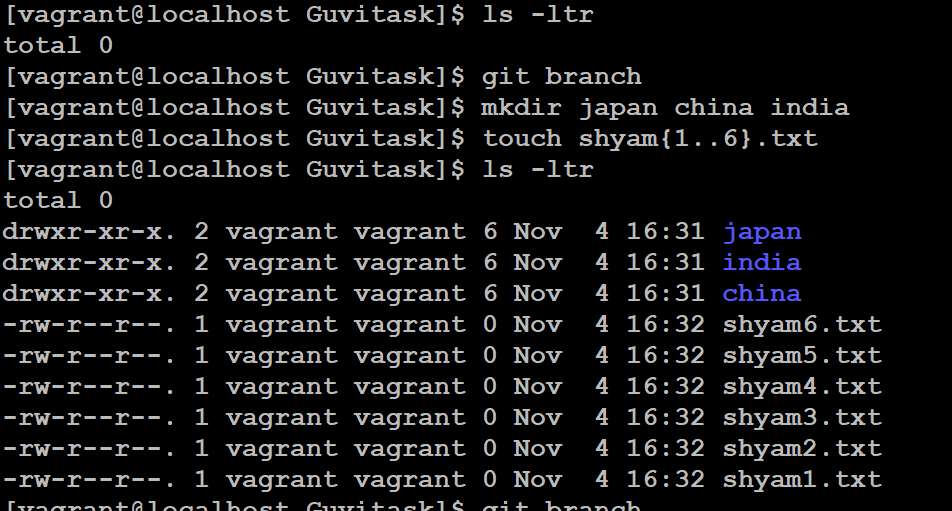 [vagrant@localhost Guvitask]$ ls -ltr
total 0
[vagrant@localhost Guvitask]$ git branch
[vagrant@localhost Guvitask]$ mkdir japan china india
[vagrant@localhost Guvitask]$ touch shyam{1..6}.txt
[vagrant@localhost Guvitask]$ ls -ltr
total 0
drwxr-xr-x. 2 vagrant vagrant 6 Nov  4 16:31 japan
drwxr-xr-x. 2 vagrant vagrant 6 Nov  4 16:31 india
drwxr-xr-x. 2 vagrant vagrant 6 Nov  4 16:31 china
-rw-r--r--. 1 vagrant vagrant 0 Nov  4 16:32 shyam6.txt
-rw-r--r--. 1 vagrant vagrant 0 Nov  4 16:32 shyam5.txt
-rw-r--r--. 1 vagrant vagrant 0 Nov  4 16:32 shyam4.txt
-rw-r--r--. 1 vagrant vagrant 0 Nov  4 16:32 shyam3.txt
-rw-r--r--. 1 vagrant vagrant 0 Nov  4 16:32 shyam2.txt
-rw-r--r--. 1 vagrant vagrant 0 Nov  4 16:32 shyam1.txt
[vagrant@localhost Guvitask]$ git branch